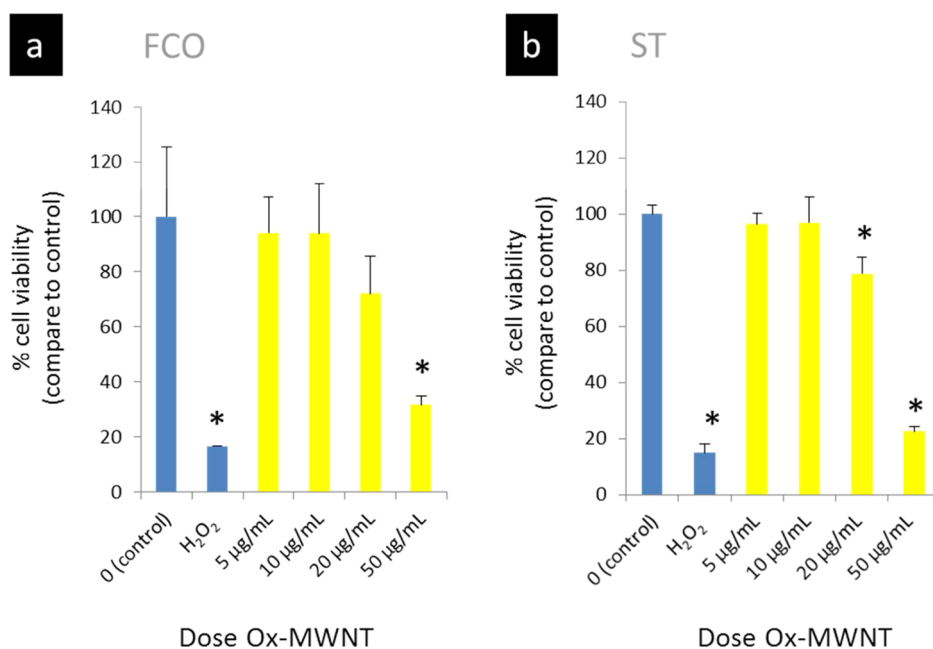 a
FCO
% cell viability
(compare to control)
140
120
100
80
60
40
20
0
*
*
0 (control)
H₂O₂
5 µg/mL
10 µg/mL
20 µg/mL
50 µg/mL
Dose Ox-MWNT
b
ST
% cell viability
(compare to control)
140
120
100
80
60
40
20
0
*
*
*
0 (control)
H₂O₂
5 µg/mL
10 µg/mL
20 µg/mL
50 µg/mL
Dose Ox-MWNT